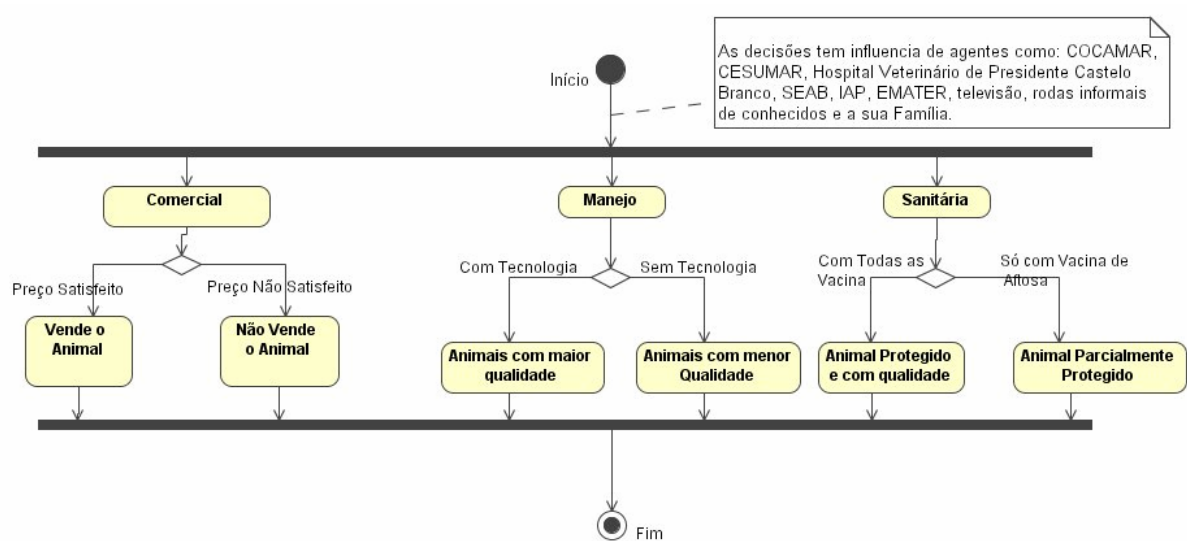 As decisões tem influencia de agentes como: COCAMAR,
CESUMAR, Hospital Veterinário de Presidente Castelo
Branco, SEAB, IAP, EMATER, televisão, rodas informais
de conhecidos e a sua Família.
Início
Comercial
Manejo
Sanitária
Preço Satisfeito
Preço Não Satisfeito
Com Tecnologia
Sem Tecnologia
Com Todas as
Vacina
Só com Vacina de
Aftosa
Vende o
Animal
Não Vende
o Animal
Animais com maior
qualidade
Animais com menor
Qualidade
Animal Protegido
e com qualidade
Animal Parcialmente
Protegido
Fim